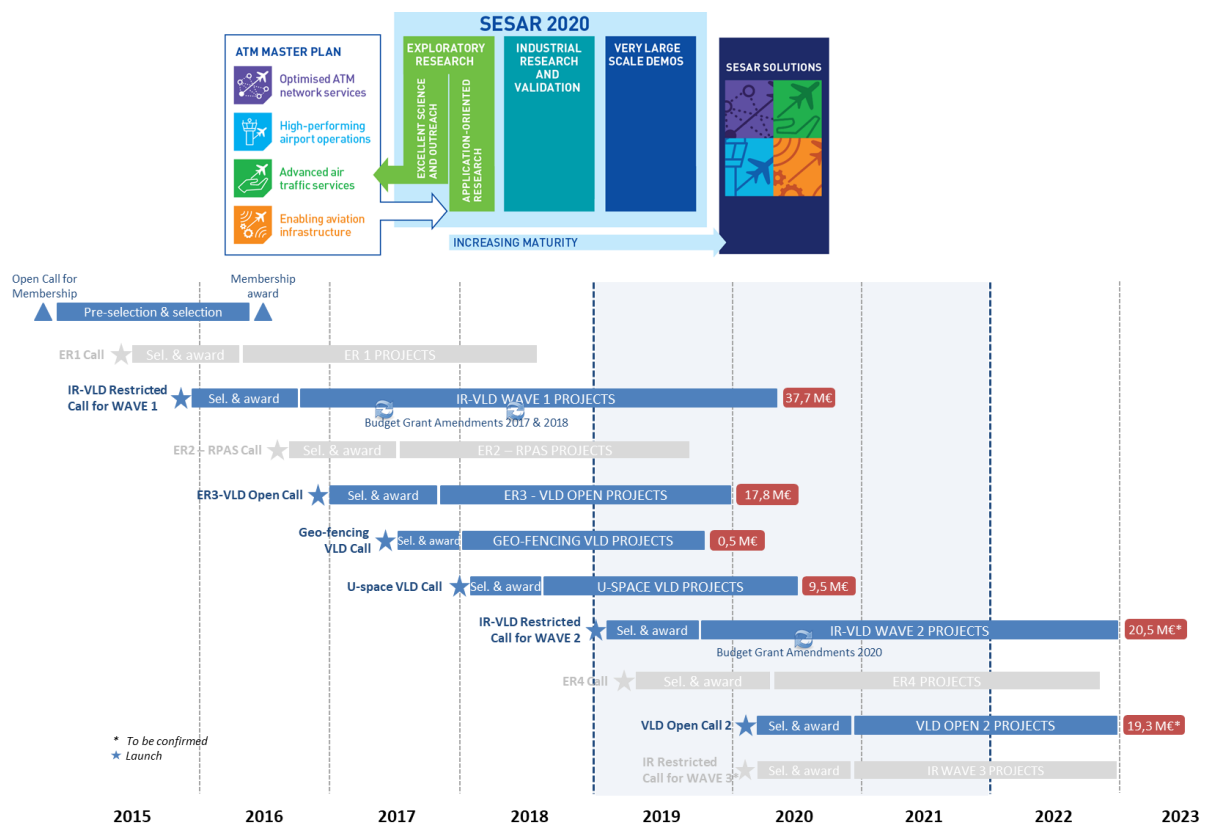 SESAR 2020
ATM MASTER PLAN
Optimised ATM
network services
High-performing
airport operations
Advanced air
traffic services
Enabling aviation
infrastructure
EXPLORATORY
RESEARCH
EXCELLENT SCIENCE
AND OUTREACH
APPLICATION-ORIENTED
RESEARCH
INDUSTRIAL
RESEARCH
AND
VALIDATION
VERY LARGE
SCALE DEMOS
SESAR SOLUTIONS
INCREASING MATURITY
Open Call for
Membership
Membership
award
Pre-selection & selection
ER1 Call
Sel. & award
ER 1 PROJECTS
IR-VLD Restricted
Call for WAVE 1
Sel. & award
IR-VLD WAVE 1 PROJECTS
37,7 M€
Budget Grant Amendments 2017 & 2018
ER2 – RPAS Call
Sel. & award
ER2 – RPAS PROJECTS
ER3-VLD Open Call
Sel. & award
ER3 - VLD OPEN PROJECTS
17,8 M€
Geo-fencing
VLD Call
Sel. & award
GEO-FENCING VLD PROJECTS
0,5 M€
U-space VLD Call
Sel. & award
U-SPACE VLD PROJECTS
9,5 M€
IR-VLD Restricted
Call for WAVE 2
Sel. & award
IR-VLD WAVE 2 PROJECTS
20,5 M€*
Budget Grant Amendments 2020
ER4 Call
Sel. & award
ER4 PROJECTS
VLD Open Call 2
Sel. & award
VLD OPEN 2 PROJECTS
19,3 M€*
* To be confirmed
Launch
IR Restricted
Call for WAVE 3
Sel. & award
IR WAVE 3 PROJECTS
2015
2016
2017
2018
2019
2020
2021
2022
2023